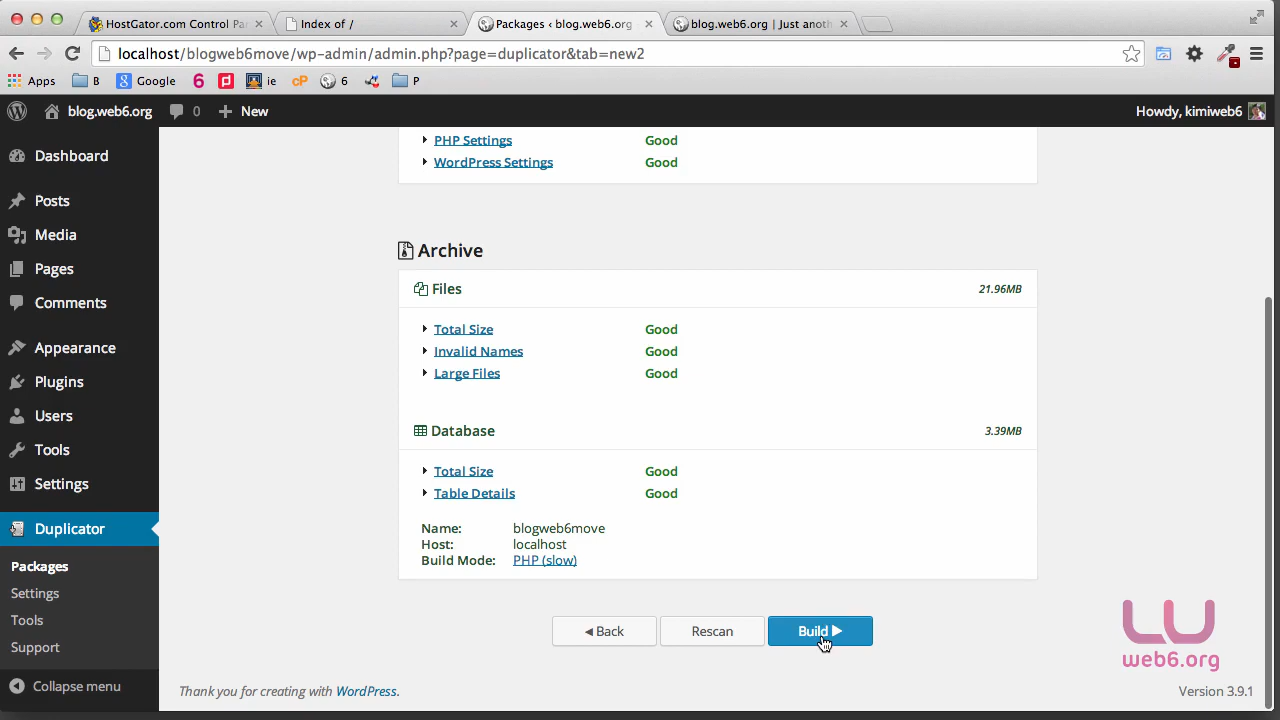 HostGator.com Control Pa
Index of /
Packages ‹ blog.web6.org
blog.web6.org | Just anoth
localhost/blogweb6move/wp-admin/admin.php?page=duplicator&tab=new2
Apps B Google 6 ie cP 6 P
blog.web6.org 0 New Howdy, kimiweb6
Dashboard
Posts
Media
Pages
Comments
Appearance
Plugins
Users
Tools
Settings
Duplicator
Packages
Settings
Tools
Support
Collapse menu
PHP Settings Good
WordPress Settings Good
Archive
Files 21.96MB
Total Size Good
Invalid Names Good
Large Files Good
Database 3.39MB
Total Size Good
Table Details Good
Name: blogweb6move
Host: localhost
Build Mode: PHP (slow)
Back Rescan Build
web6.org
Thank you for creating with WordPress. Version 3.9.1